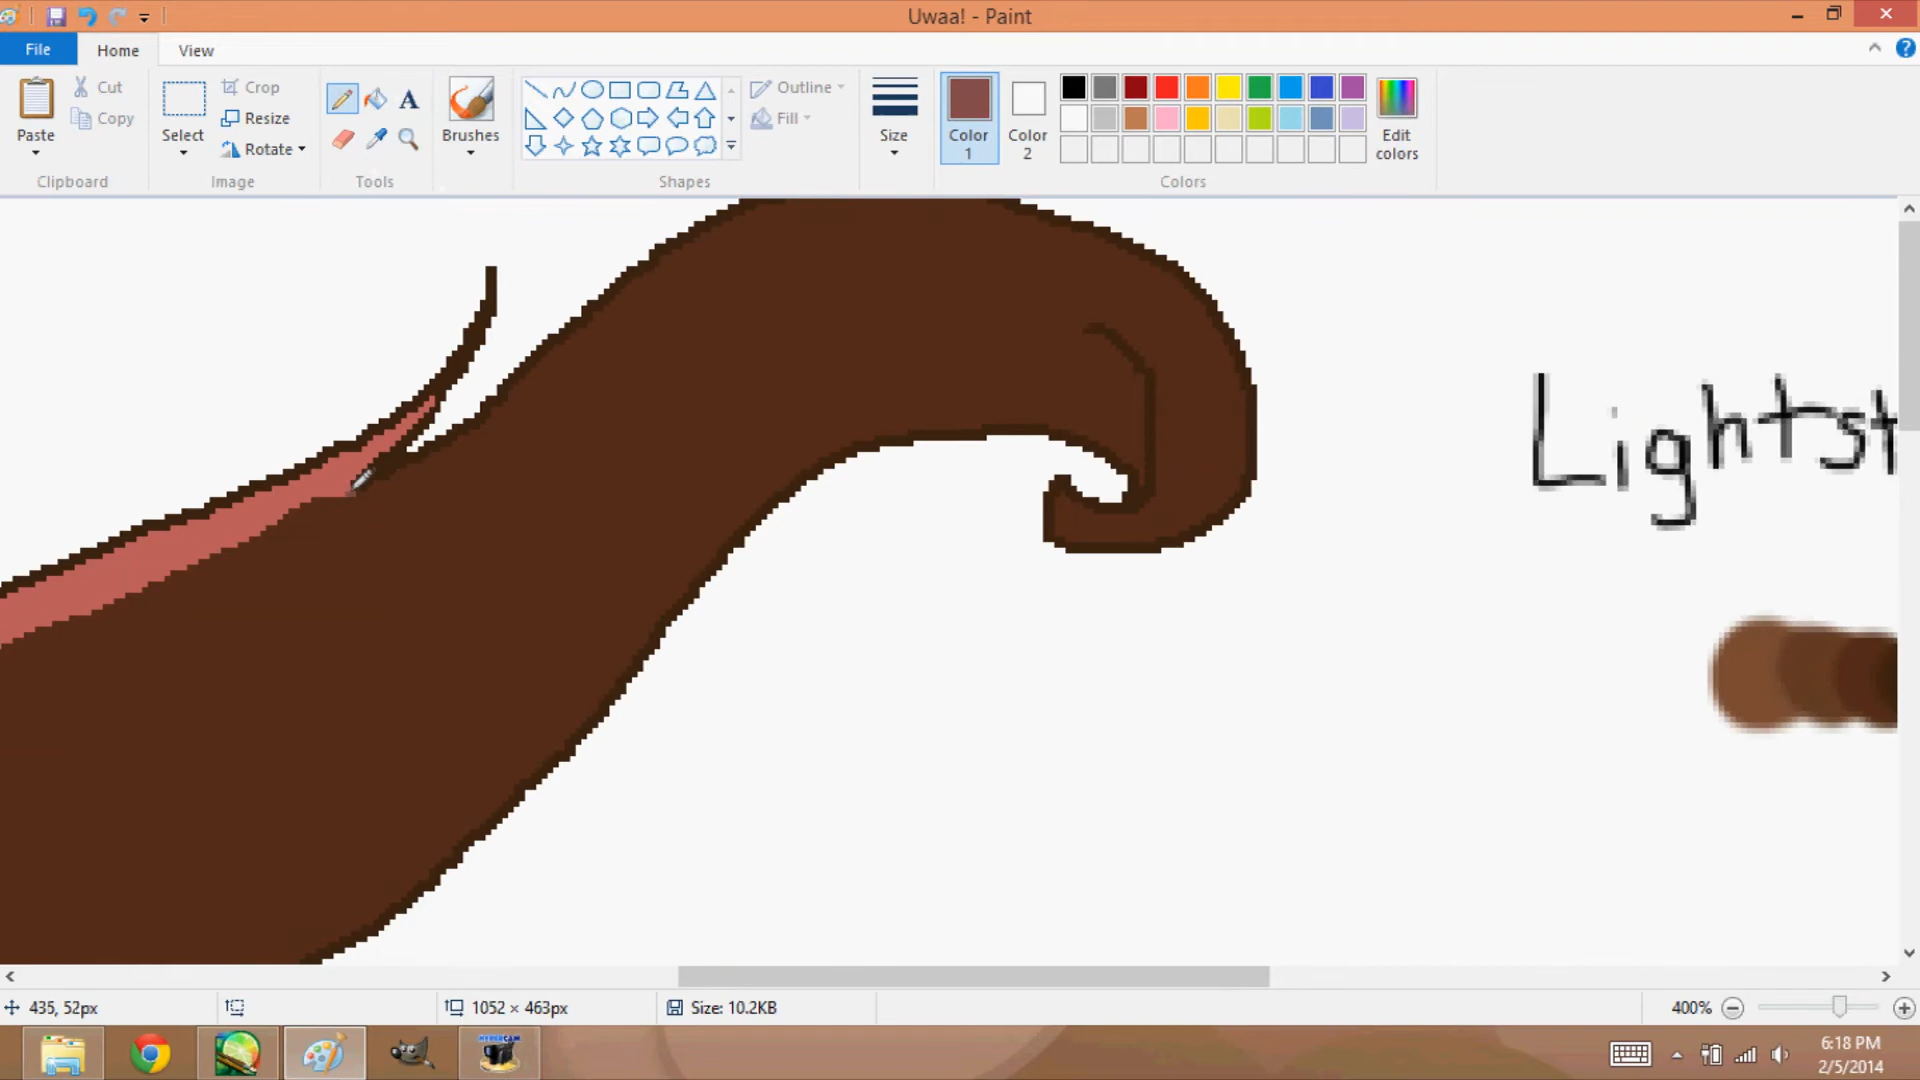 Uwaa! - Paint
File
Home
View
Paste
Cut
Copy
Clipboard
Select
Crop
Resize
Rotate
Image
Tools
Brushes
Shapes
Outline
Fill
Size
Color 1
Color 2
Edit colors
Colors
Lightst
435, 52px
1052 × 463px
Size: 10.2KB
400%
HYPERCAM
6:18 PM
2/5/2014